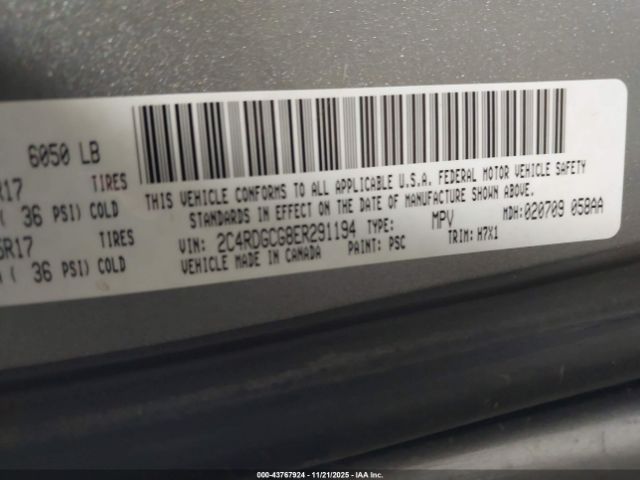 6050 LB
R17 TIRES
( 36 PSI) COLD
5R17 TIRES
( 36 PSI) COLD
THIS VEHICLE CONFORMS TO ALL APPLICABLE U.S.A. FEDERAL MOTOR VEHICLE SAFETY
STANDARDS IN EFFECT ON THE DATE OF MANUFACTURE SHOWN ABOVE.
VIN: 2C4RDGCG8ER291194 TYPE: MPV MDH: 020709 058AA
VEHICLE MADE IN CANADA PAINT: PSC TRIM: H7X1
000-43767924 | 11/21/2025 - IAA Inc.